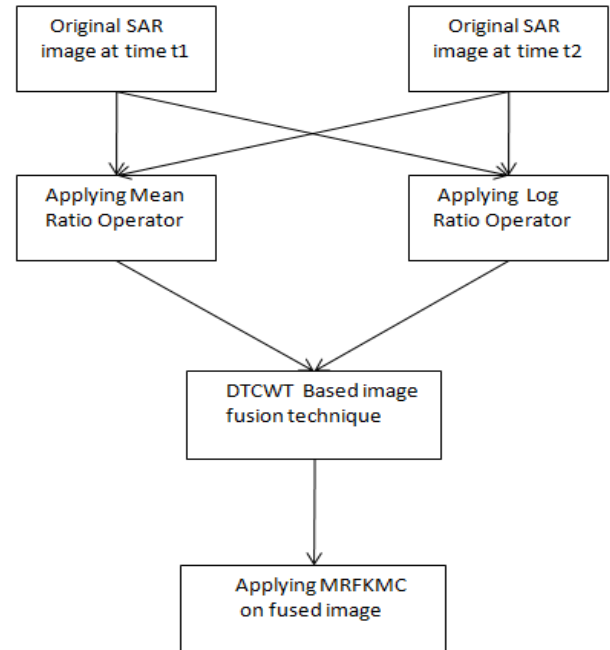 Original SAR
image at time t1
Original SAR
image at time t2
Applying Mean
Ratio Operator
Applying Log
Ratio Operator
DTCWT Based image
fusion technique
Applying MRFKMC
on fused image